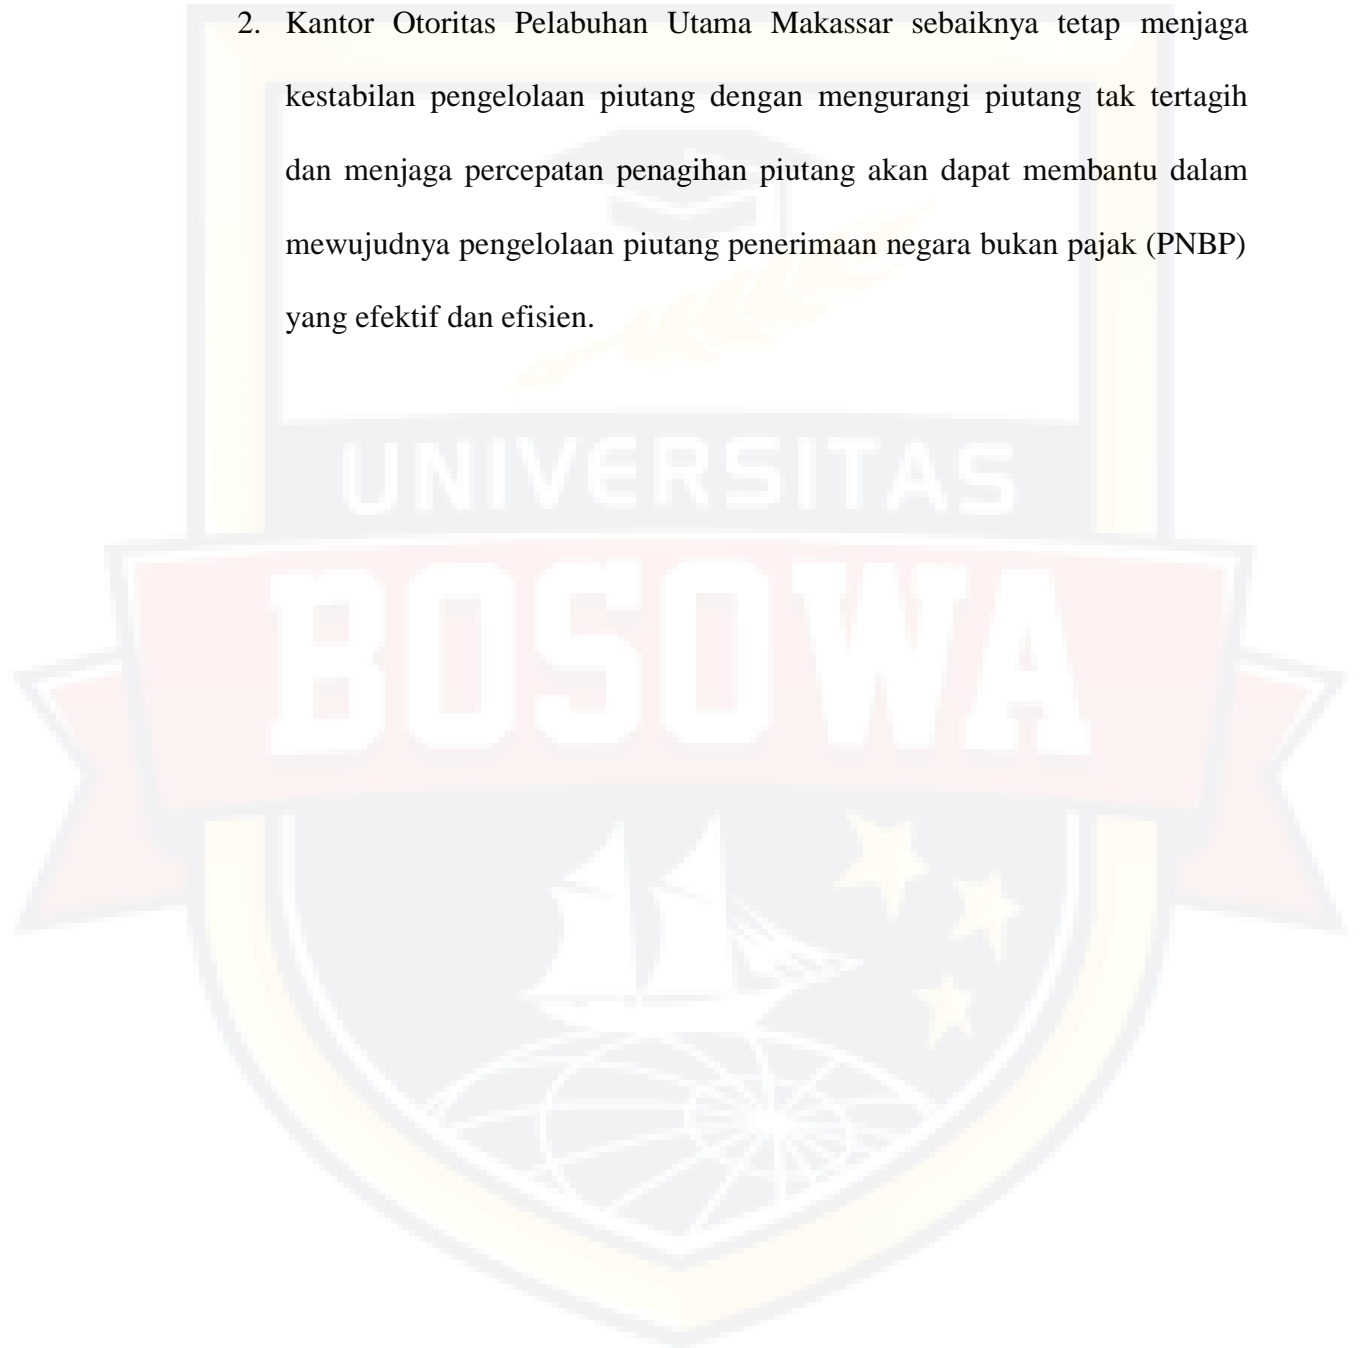 2. Kantor Otoritas Pelabuhan Utama Makassar sebaiknya tetap menjaga
kestabilan pengelolaan piutang dengan mengurangi piutang tak tertagih
dan menjaga percepatan penagihan piutang akan dapat membantu dalam
mewujudnya pengelolaan piutang penerimaan negara bukan pajak (PNBP)
yang efektif dan efisien.
UNIVERSITAS
BOSOWA